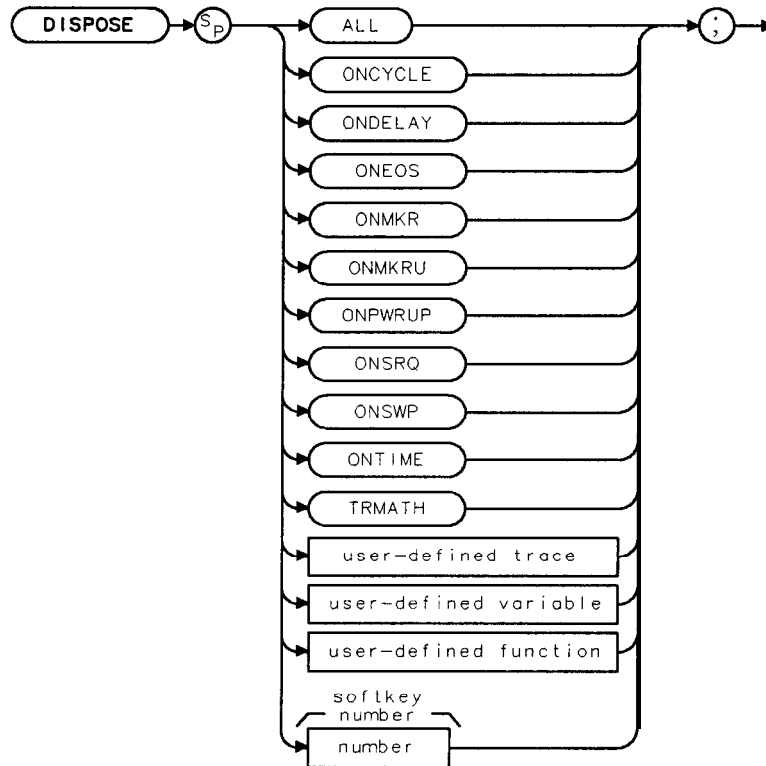 DISPOSE SP ALL ;
ONCYCLE
ONDELAY
ONEOS
ONMKR
ONMKRU
ONPWRUP
ONSRQ
ONSWP
ONTIME
TRMATH
user-defined trace
user-defined variable
user-defined function
softkey
number
number